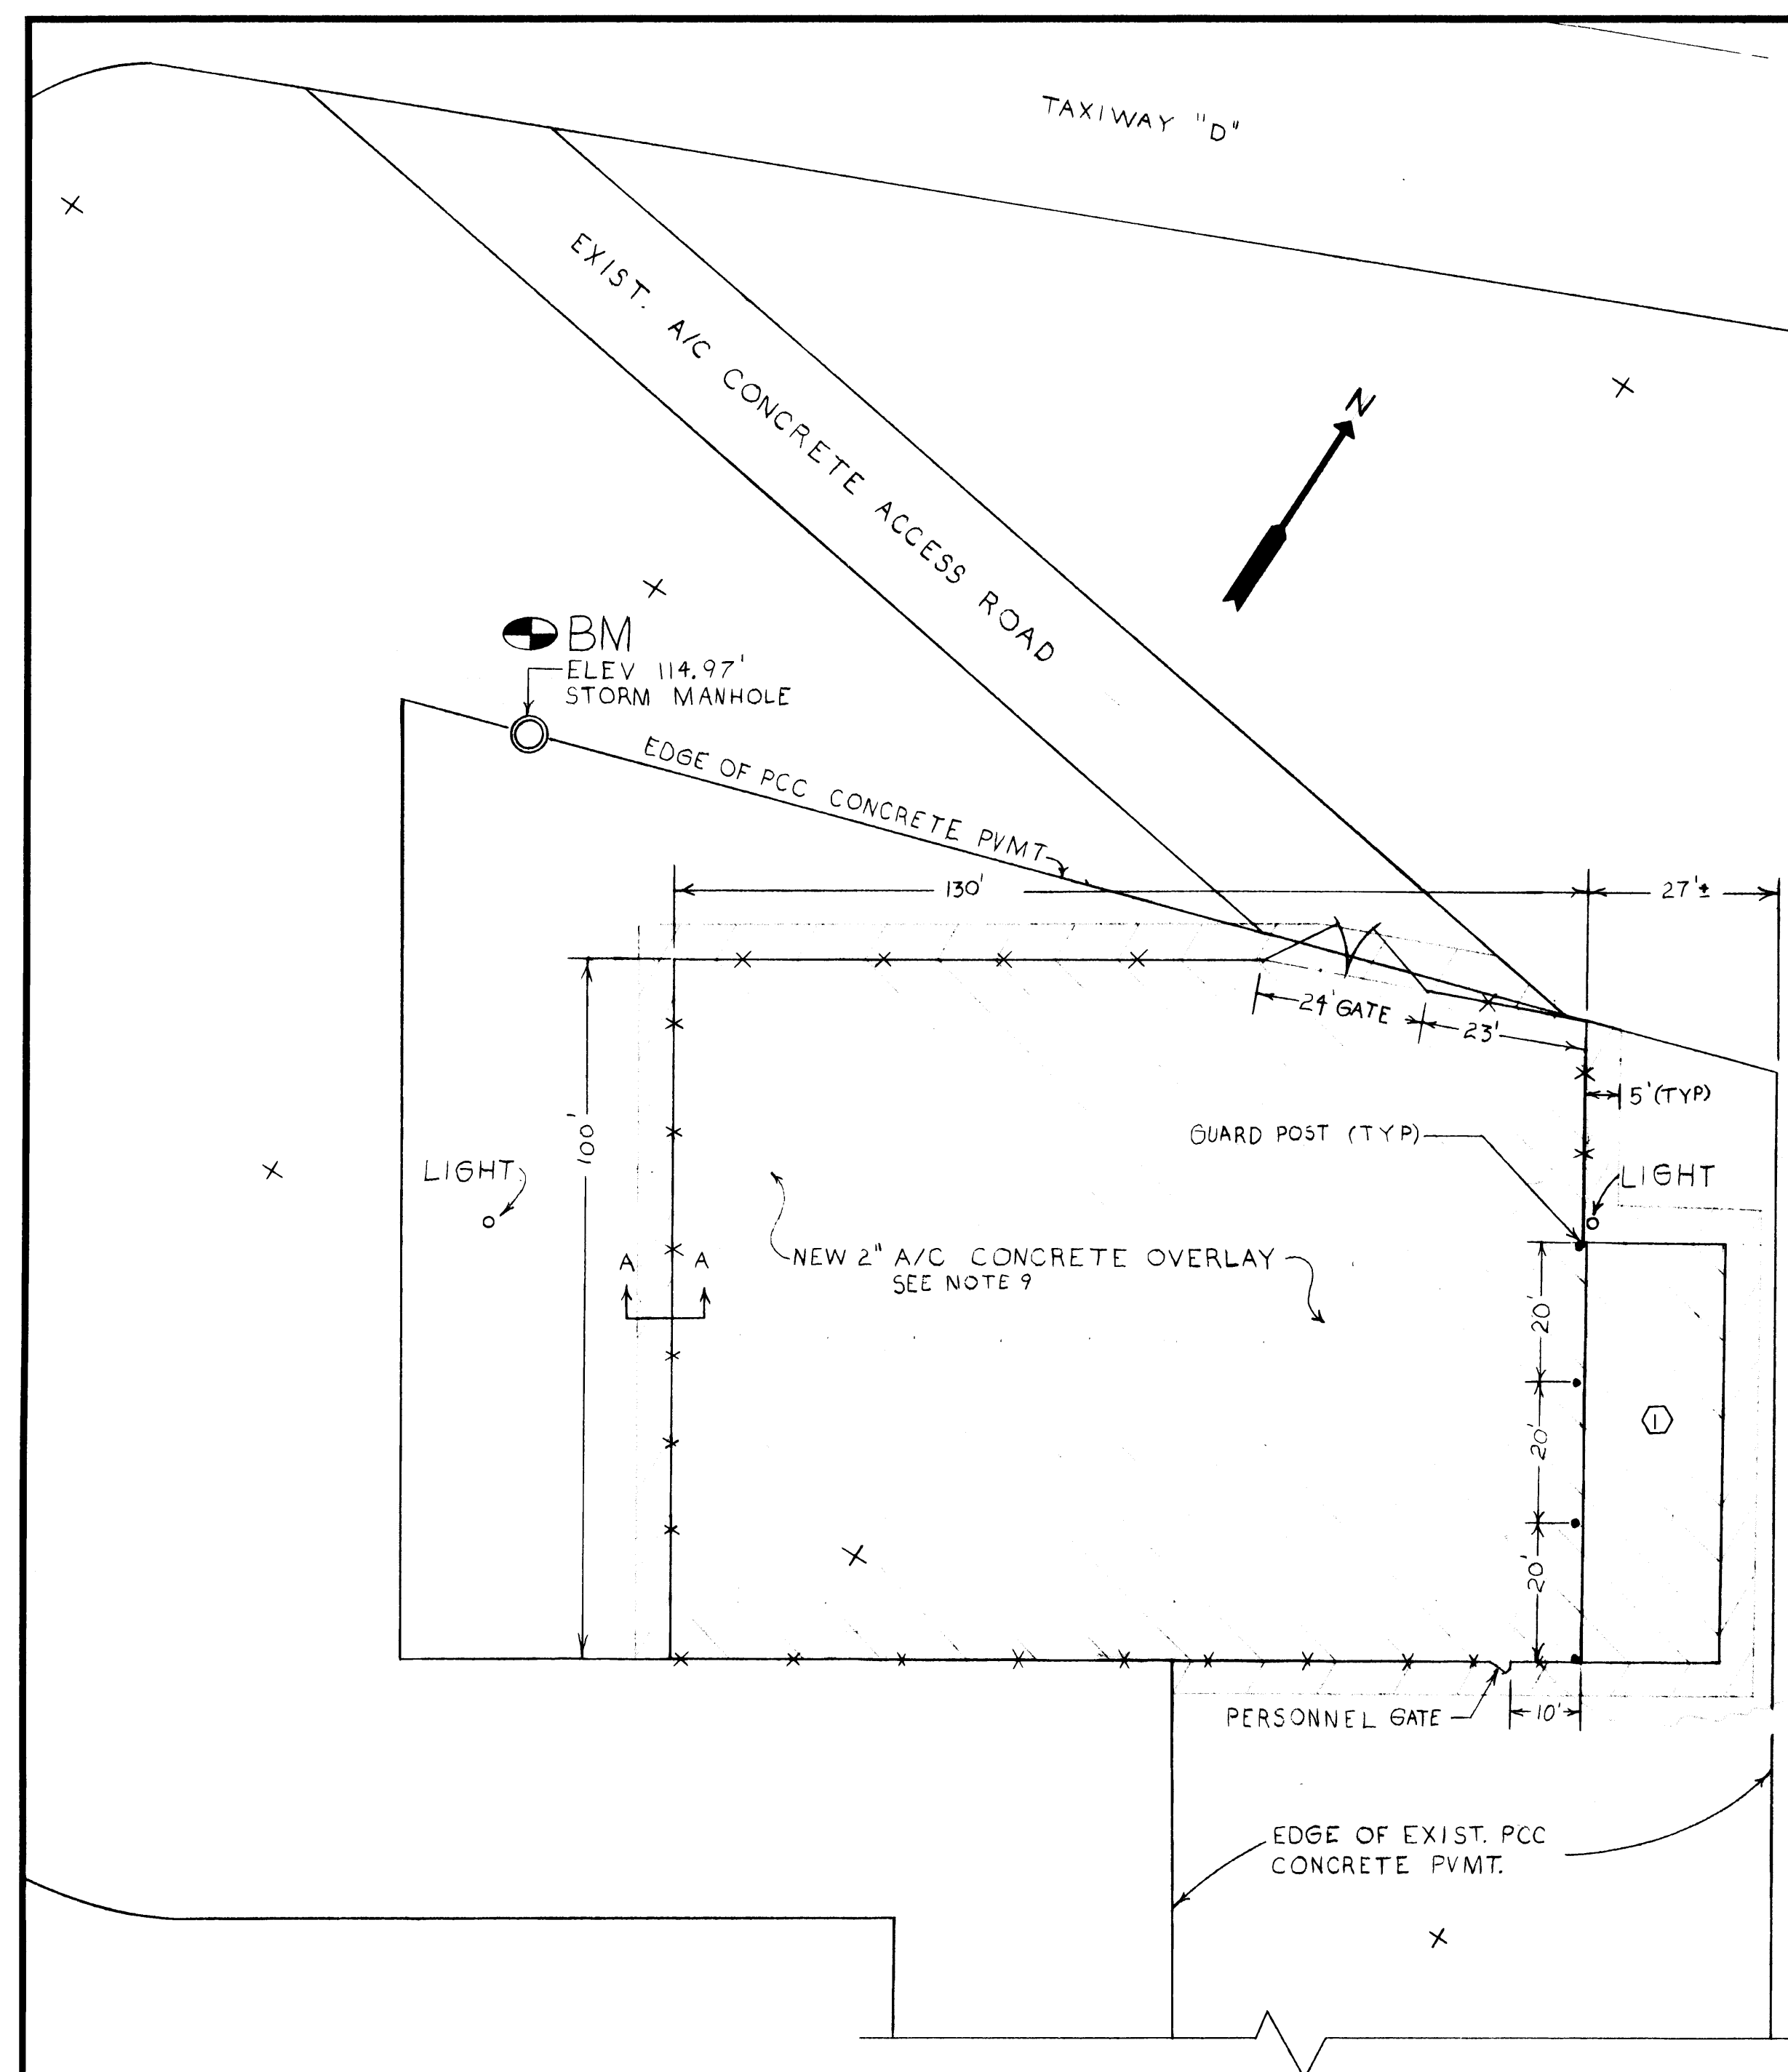 TAXIWAY "D"
EXIST. A/C CONCRETE ACCESS ROAD
N
BM
ELEV 114.97'
STORM MANHOLE
EDGE OF PCC CONCRETE PVMT
130'
27'±
24' GATE
23'
5'(TYP)
100'
GUARD POST (TYP)
LIGHT
LIGHT
A
A
NEW 2" A/C CONCRETE OVERLAY
SEE NOTE 9
20'
20'
1
20'
PERSONNEL GATE
10'
EDGE OF EXIST. PCC
CONCRETE PVMT.